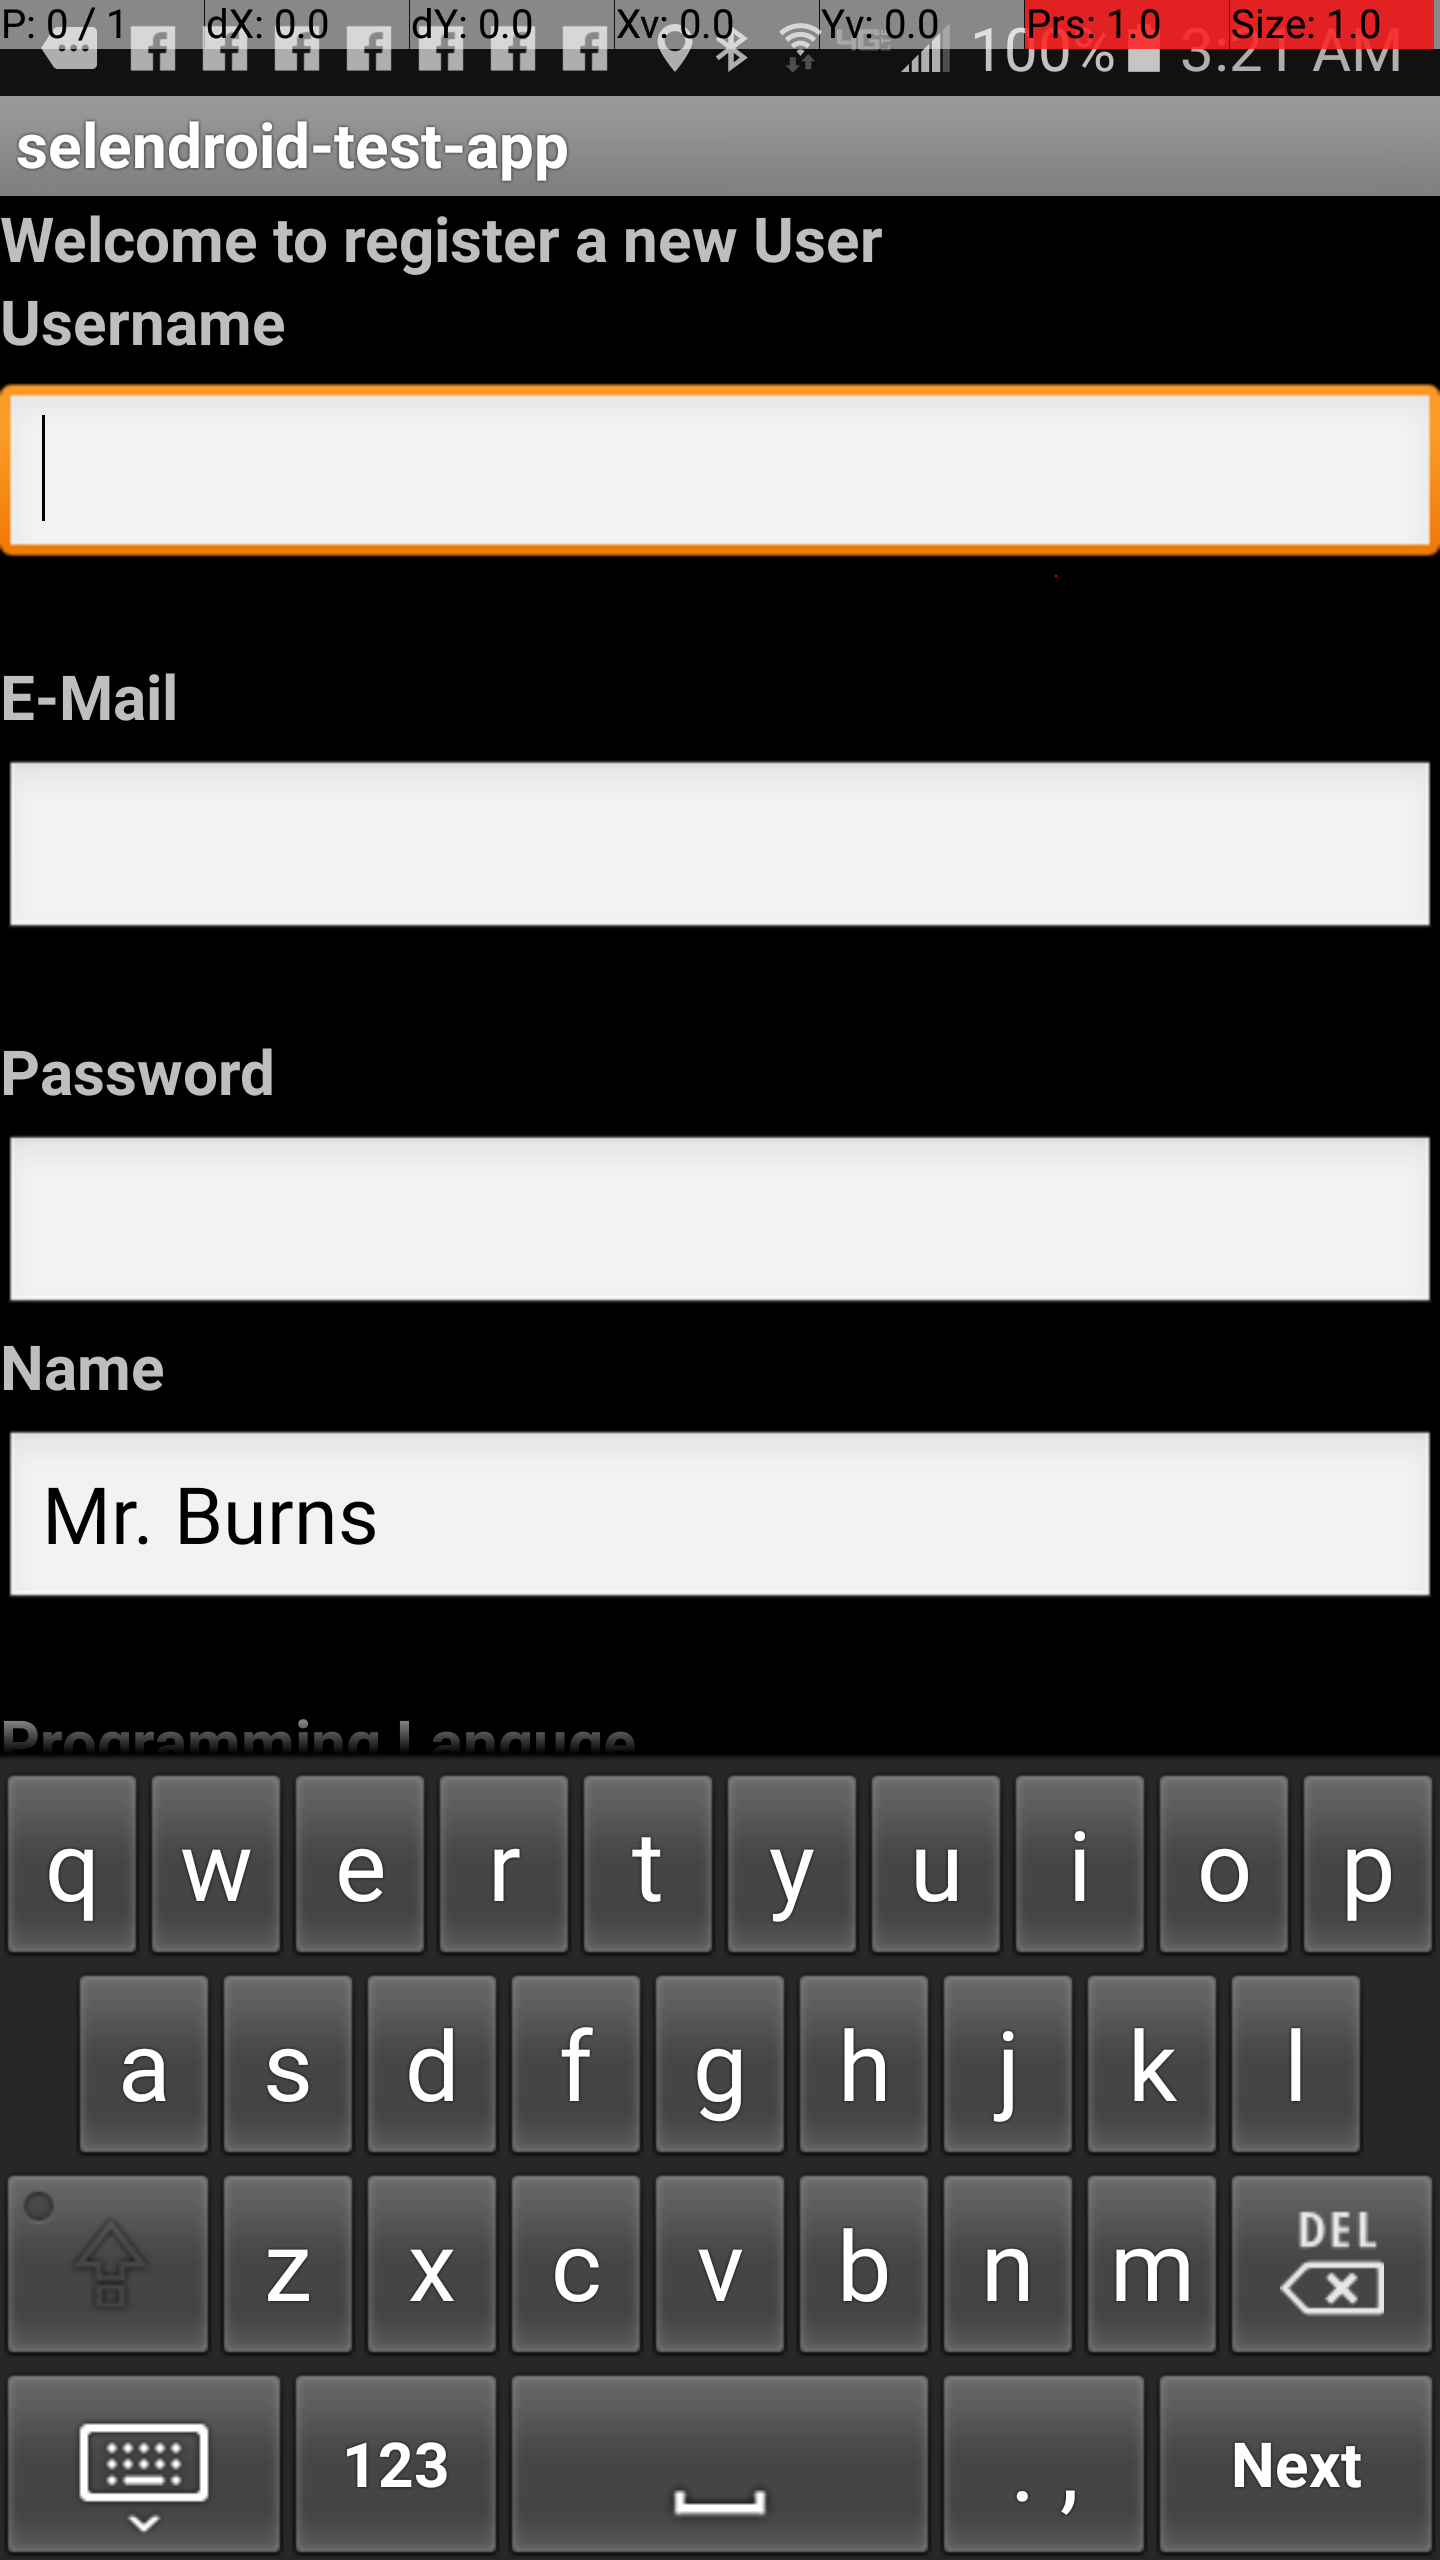 P: 0 / 1 dX: 0.0 dY: 0.0 Xv: 0.0 Yv: 0.0 Prs: 1.0 Size: 1.0
4G 100% 3:21 AM
selendroid-test-app
Welcome to register a new User
Username
E-Mail
Password
Name
Mr. Burns
Programming Languge
q w e r t y u i o p
a s d f g h j k l
z x c v b n m DEL
123 . , Next